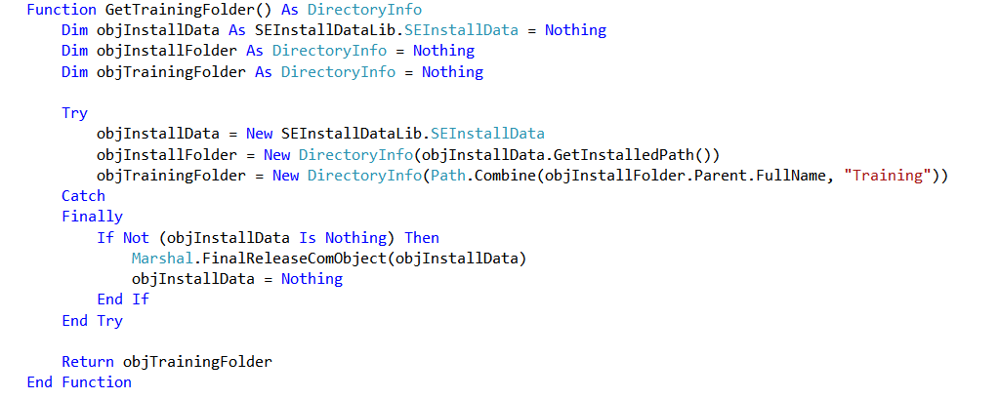 Function GetTrainingFolder() As DirectoryInfo
    Dim objInstallData As SEInstallDataLib.SEInstallData = Nothing
    Dim objInstallFolder As DirectoryInfo = Nothing
    Dim objTrainingFolder As DirectoryInfo = Nothing

    Try
        objInstallData = New SEInstallDataLib.SEInstallData
        objInstallFolder = New DirectoryInfo(objInstallData.GetInstalledPath())
        objTrainingFolder = New DirectoryInfo(Path.Combine(objInstallFolder.Parent.FullName, "Training"))
    Catch
    Finally
        If Not (objInstallData Is Nothing) Then
            Marshal.FinalReleaseComObject(objInstallData)
            objInstallData = Nothing
        End If
    End Try

    Return objTrainingFolder
End Function